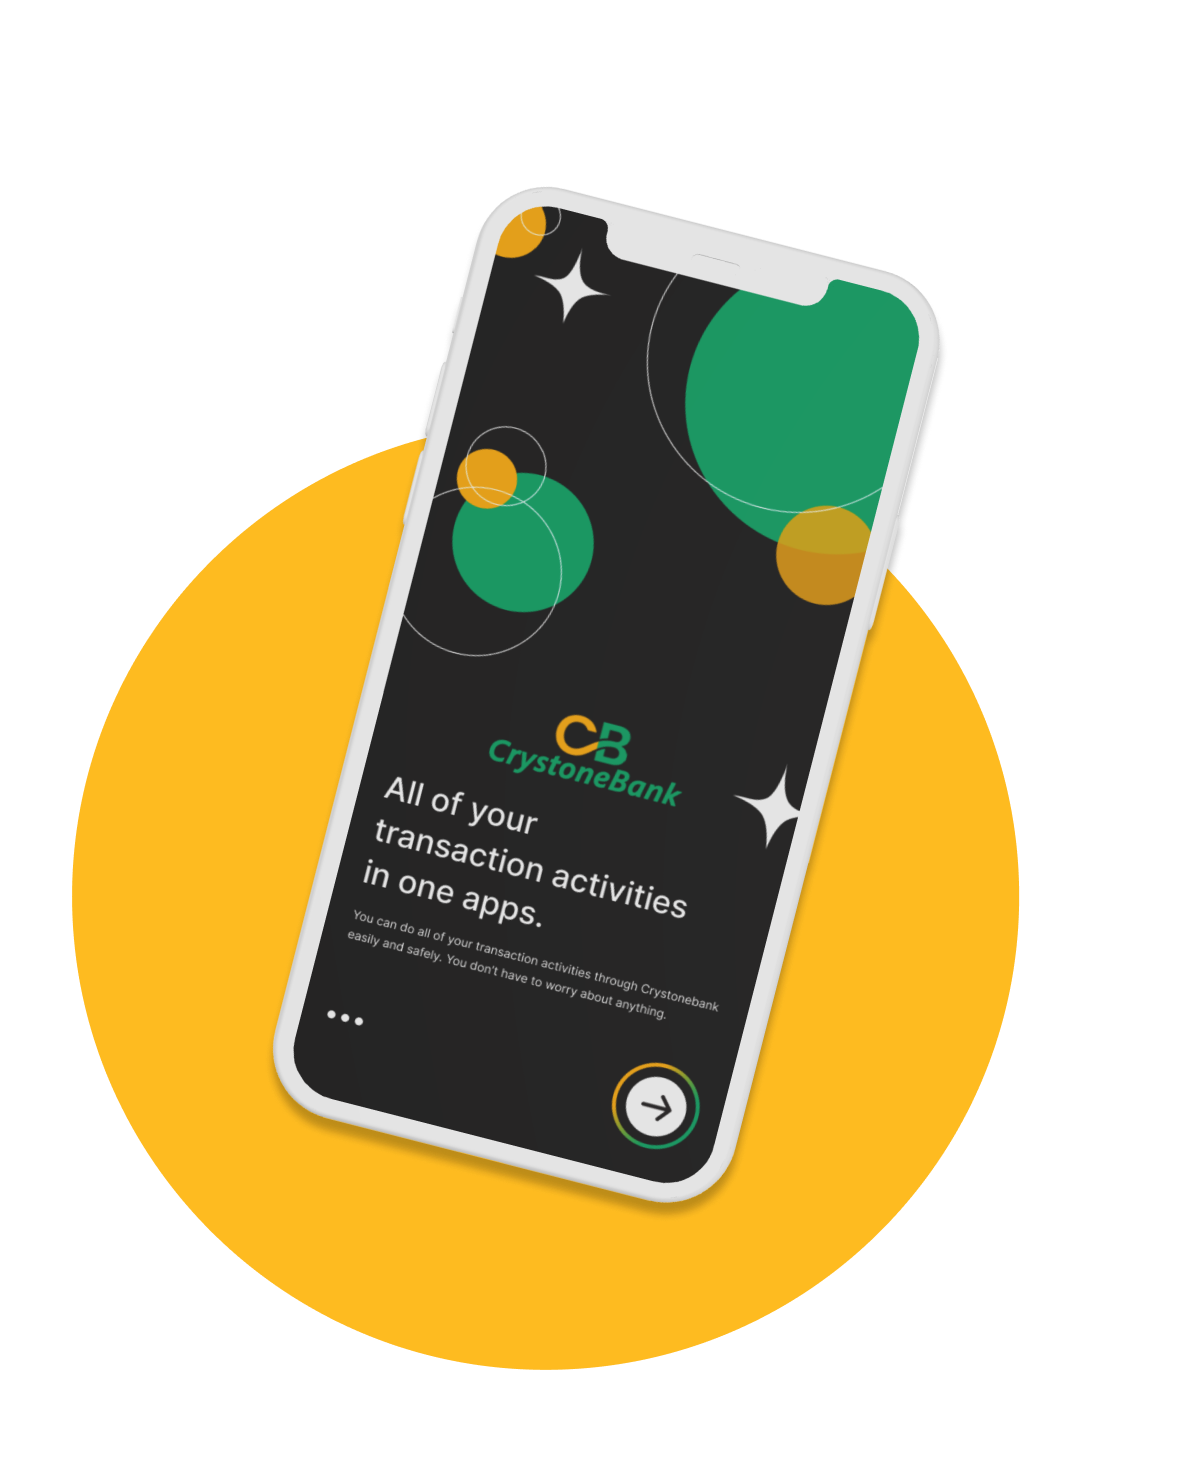 CB
CrystoneBank
All of your
transaction activities
in one apps.
You can do all of your transaction activities through Crystonebank
easily and safely. You don't have to worry about anything.